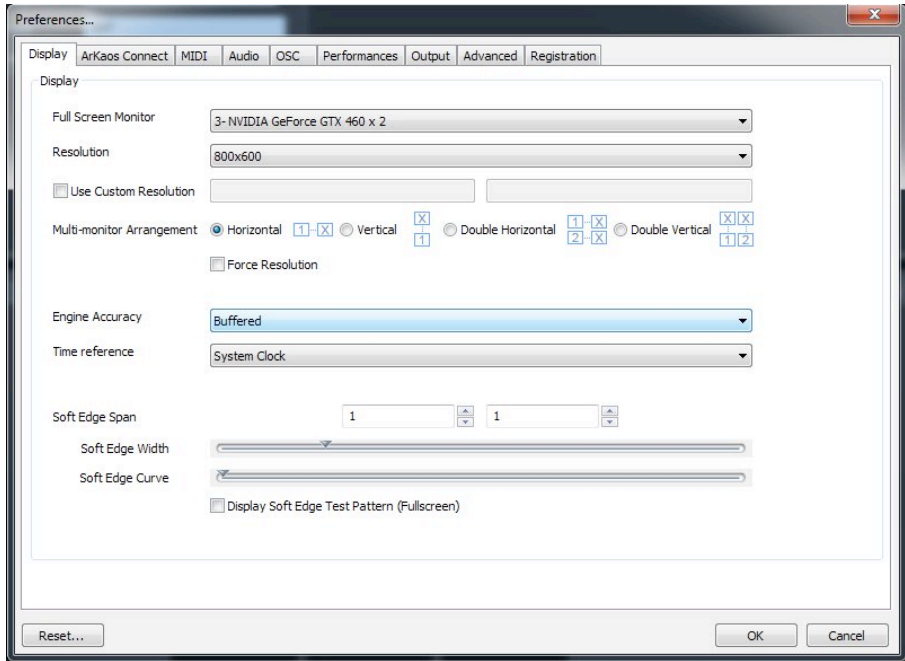 Preferences...
Display ArKaos Connect MIDI Audio OSC Performances Output Advanced Registration
Display
Full Screen Monitor 3- NVIDIA GeForce GTX 460 x 2
Resolution 800x600
Use Custom Resolution
Multi-monitor Arrangement Horizontal 1 X Vertical X 1 Double Horizontal 1 X 2 X Double Vertical X X 1 2
Force Resolution
Engine Accuracy Buffered
Time reference System Clock
Soft Edge Span 1 1
Soft Edge Width
Soft Edge Curve
Display Soft Edge Test Pattern (Fullscreen)
Reset... OK Cancel